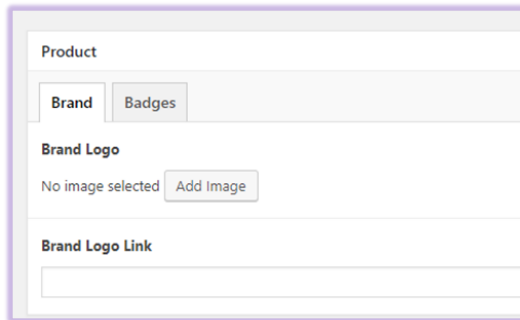 Product
Brand Badges
Brand Logo
No image selected Add Image
Brand Logo Link